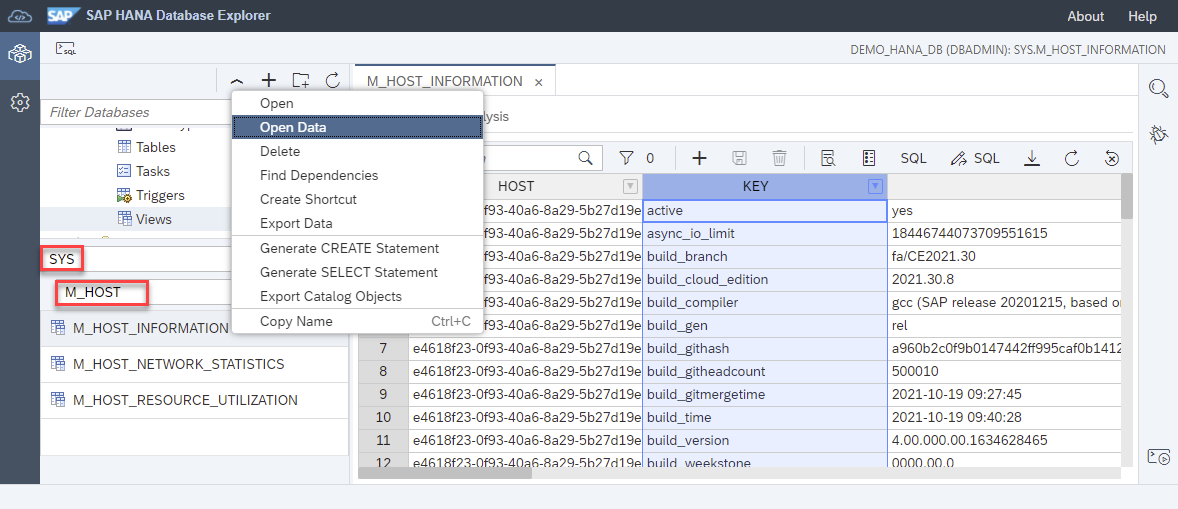 SAP SAP HANA Database Explorer About Help
SQL DEMO_HANA_DB (DBADMIN): SYS.M_HOST_INFORMATION
M_HOST_INFORMATION ×
Filter Databases
Tables
Tasks
Triggers
Views
SYS
M_HOST
M_HOST_INFORMATION
M_HOST_NETWORK_STATISTICS
M_HOST_RESOURCE_UTILIZATION
Open
Open Data
Delete
Find Dependencies
Create Shortcut
Export Data
Generate CREATE Statement
Generate SELECT Statement
Export Catalog Objects
Copy Name Ctrl+C
0 SQL SQL
HOST KEY
f93-40a6-8a29-5b27d19e active yes
f93-40a6-8a29-5b27d19e async_io_limit 18446744073709551615
f93-40a6-8a29-5b27d19e build_branch fa/CE2021.30
f93-40a6-8a29-5b27d19e build_cloud_edition 2021.30.8
f93-40a6-8a29-5b27d19e build_compiler gcc (SAP release 20201215, based o
f93-40a6-8a29-5b27d19e build_gen rel
7 e4618f23-0f93-40a6-8a29-5b27d19e build_githash a960b2c0f9b0147442ff995caf0b1412
8 e4618f23-0f93-40a6-8a29-5b27d19e build_githeadcount 500010
9 e4618f23-0f93-40a6-8a29-5b27d19e build_gitmergetime 2021-10-19 09:27:45
10 e4618f23-0f93-40a6-8a29-5b27d19e build_time 2021-10-19 09:40:28
11 e4618f23-0f93-40a6-8a29-5b27d19e build_version 4.00.000.00.1634628465
12 e4618f23-0f93-40a6-8a29-5b27d19e build_weekstone 0000.00.0